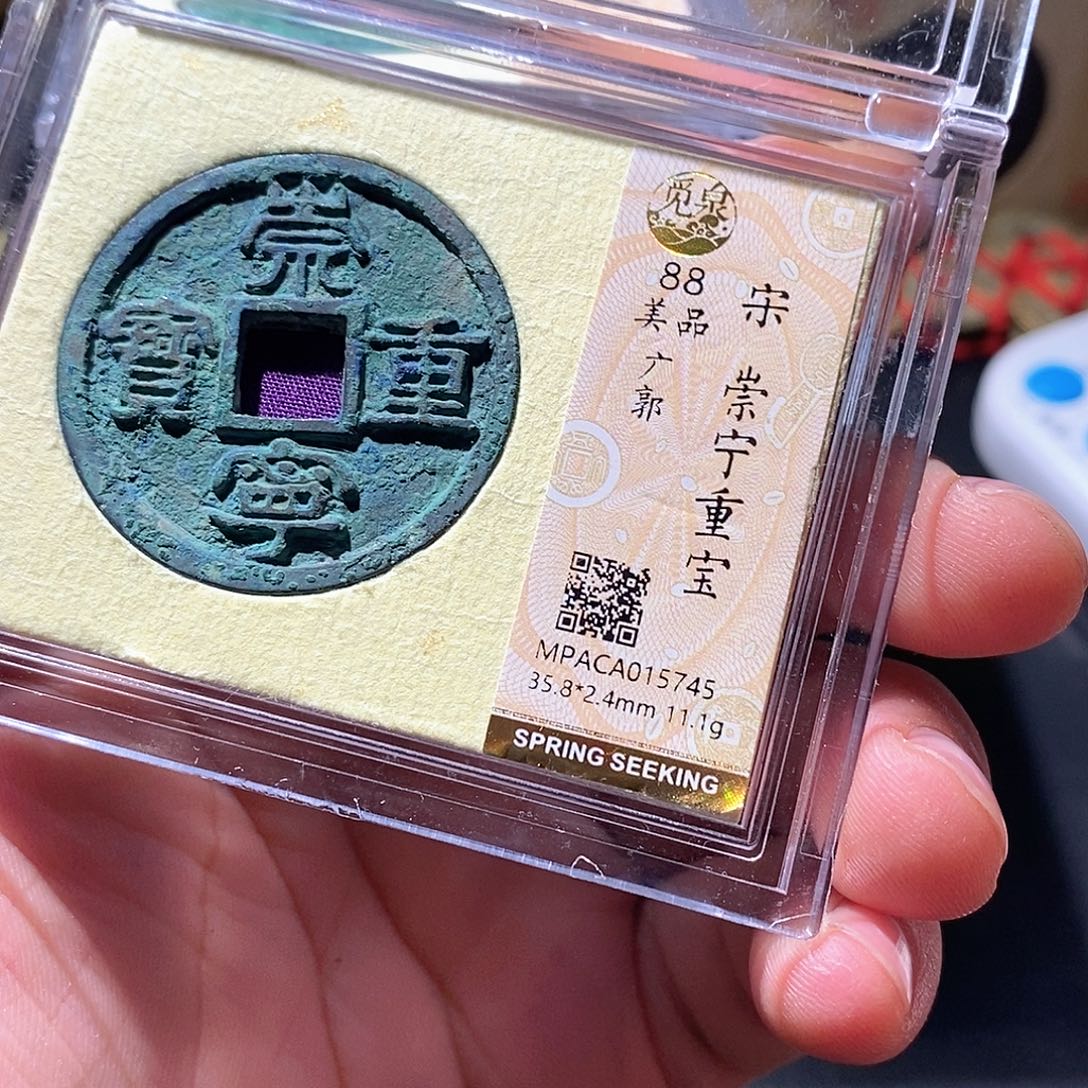 崇
重
寧
寶
觅泉
88
美品
广郭
宋 崇宁重宝
MPACA015745
35.8*2.4mm 11.1g
SPRING SEEKING